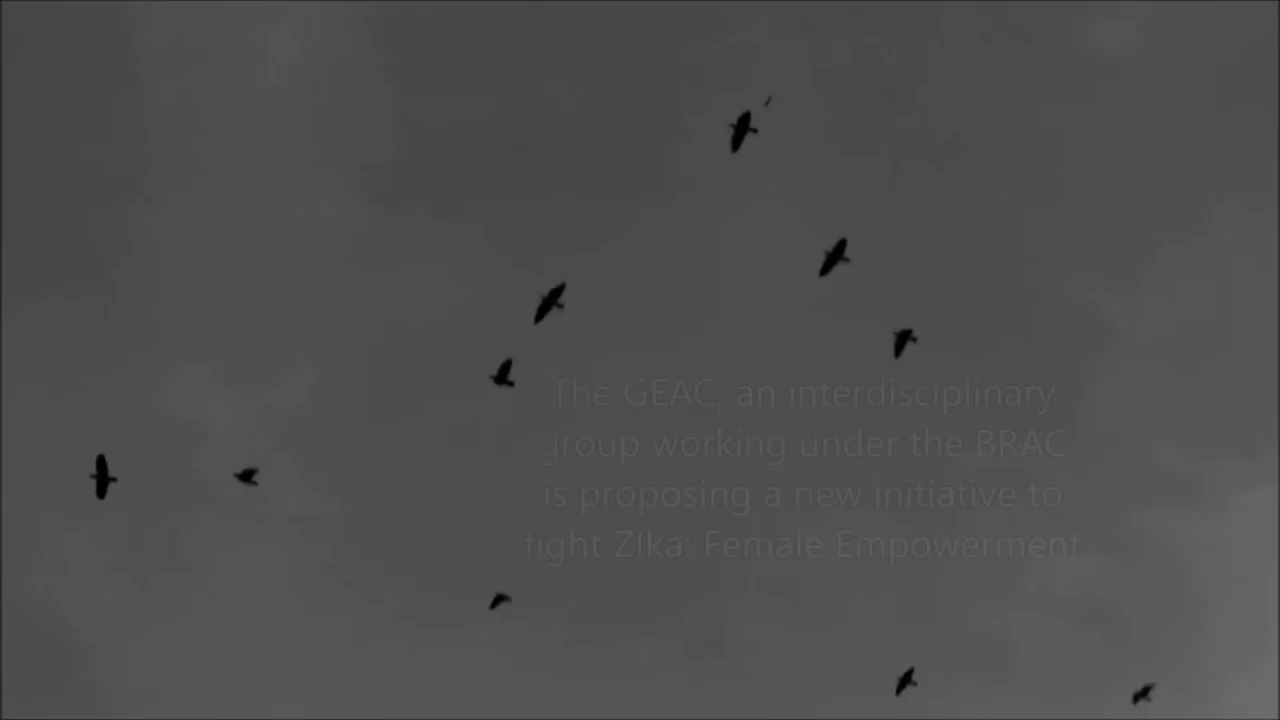 The GEAC, an interdisciplinary
group working under the BRAC
is proposing a new initiative to
fight ZIka: Female Empowerment